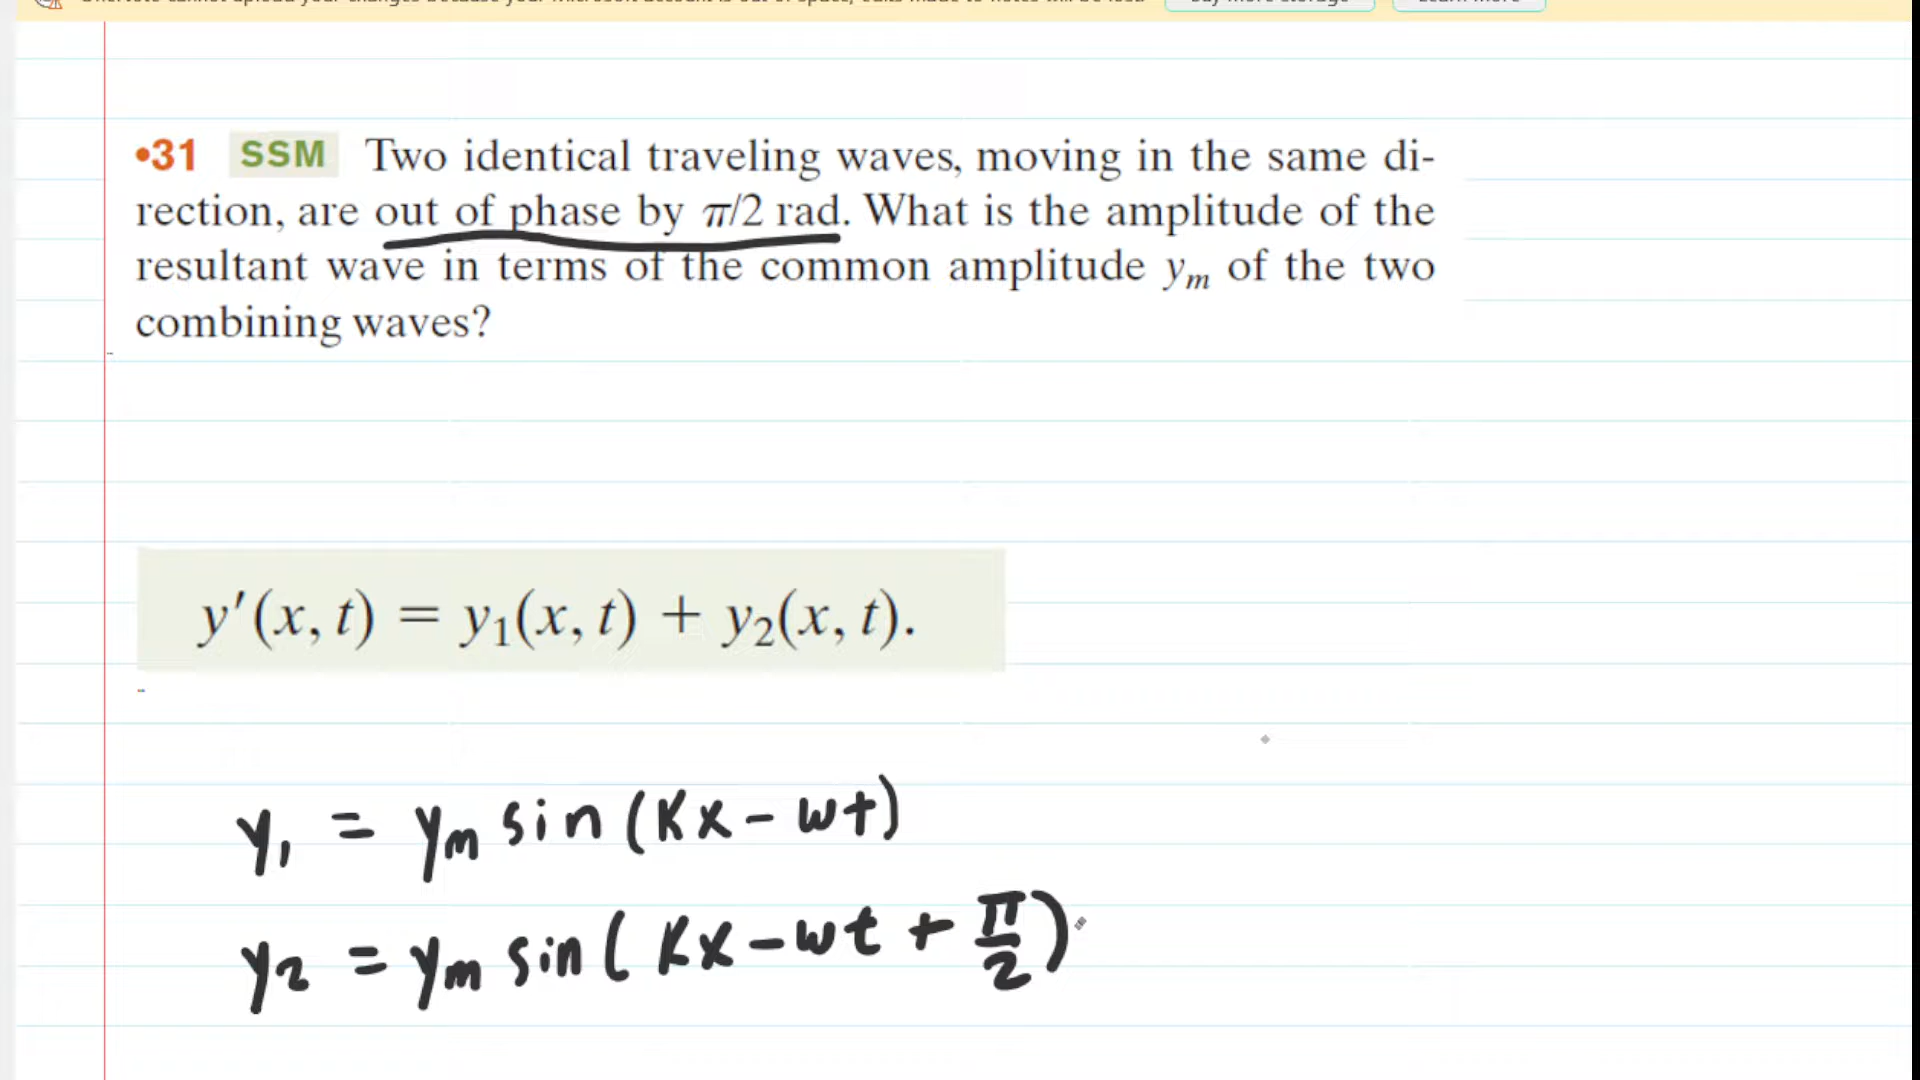 •31 SSM Two identical traveling waves, moving in the same di-
rection, are out of phase by π/2 rad. What is the amplitude of the
resultant wave in terms of the common amplitude yₘ of the two
combining waves?
y′(x, t) = y₁(x, t) + y₂(x, t).
y₁ = yₘ sin (Kx - wt)
y₂ = yₘ sin ( Kx - wt + π/2)